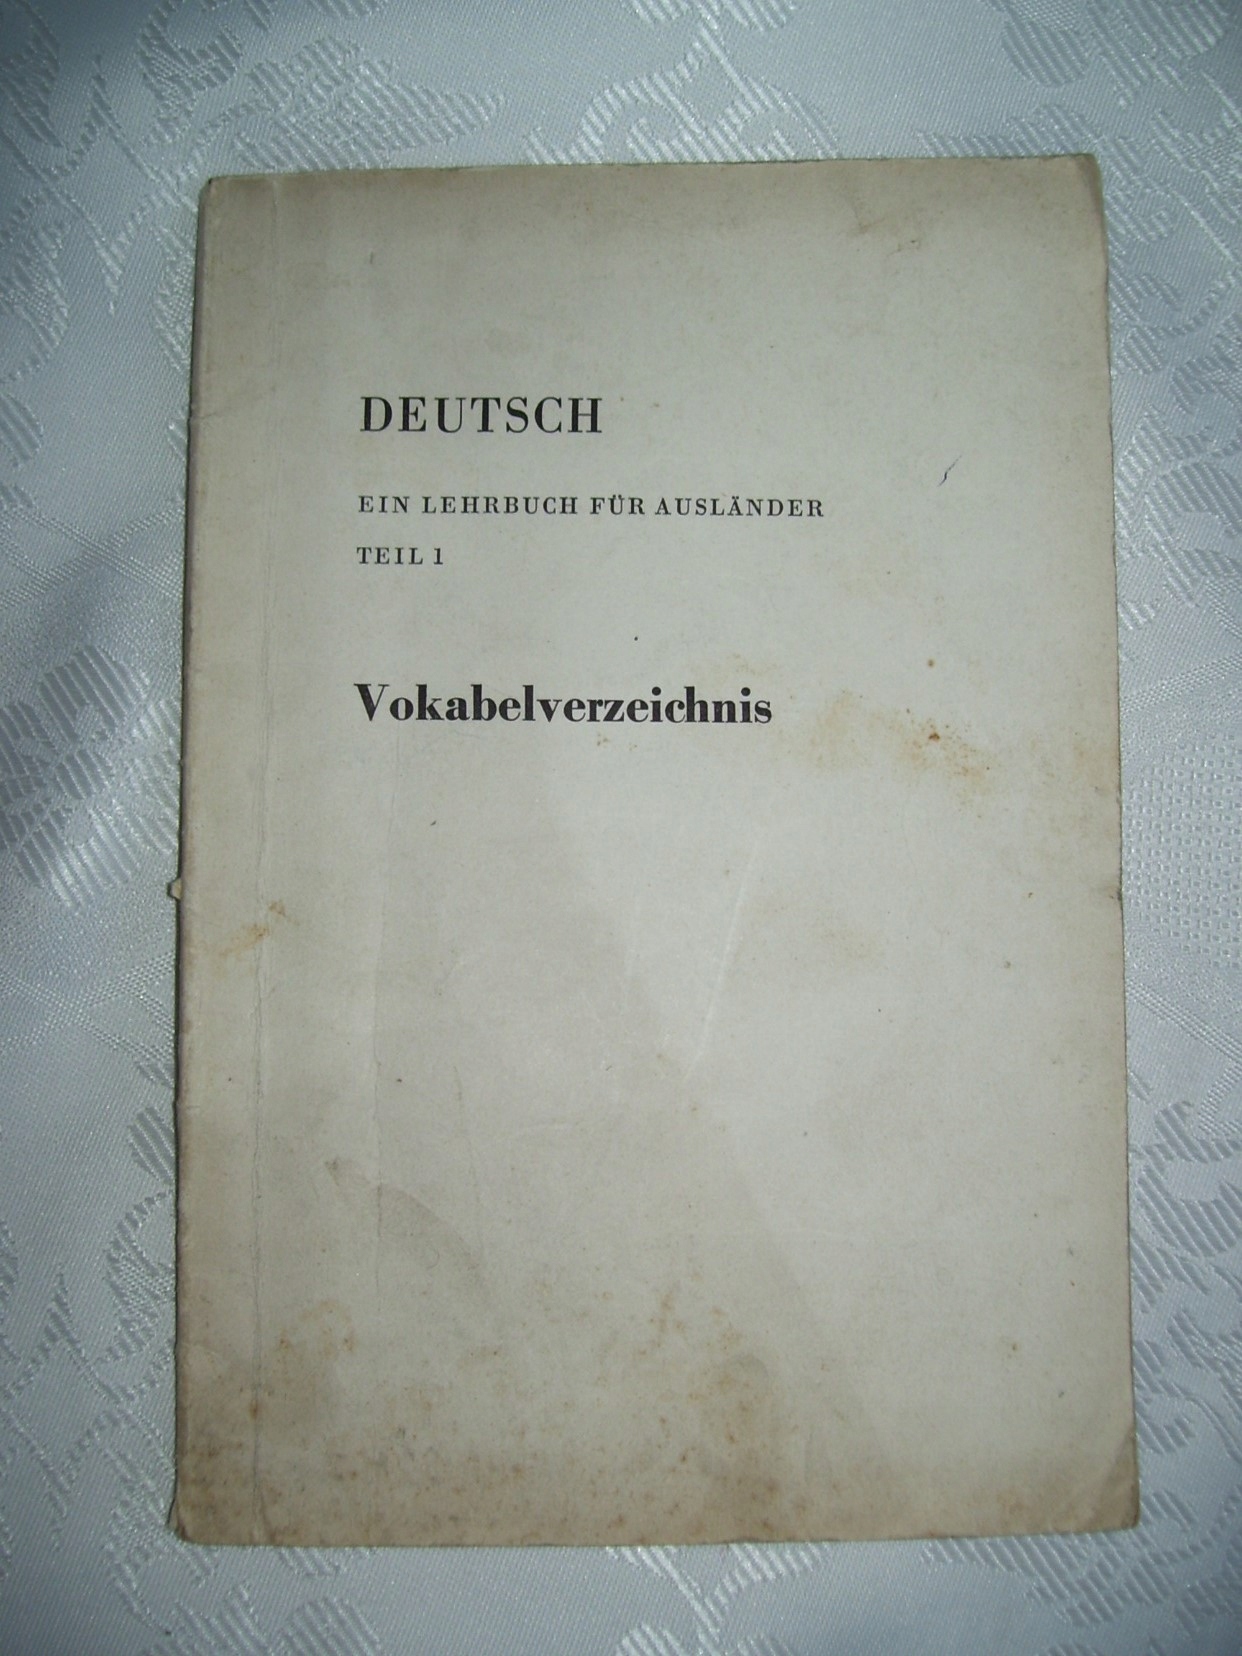 DEUTSCH
EIN LEHRBUCH FÜR AUSLÄNDER
TEIL 1
Vokabelverzeichnis